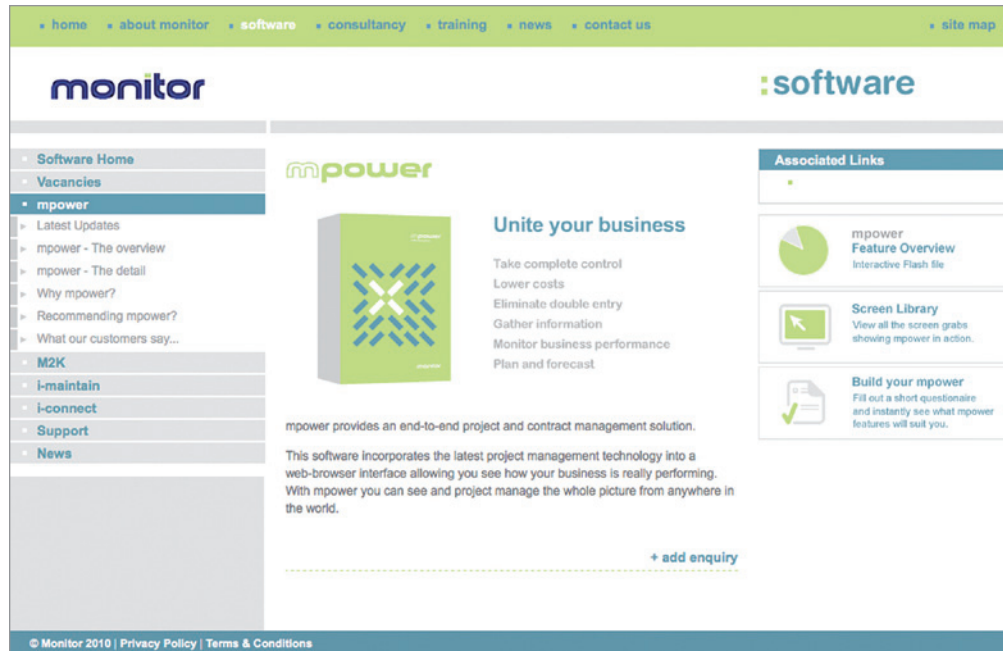 home about monitor software consultancy training news contact us site map
monitor
:software
Software Home
Vacancies
mpower
Latest Updates
mpower - The overview
mpower - The detail
Why mpower?
Recommending mpower?
What our customers say...
M2K
i-maintain
i-connect
Support
News
mpower
mpower
monitor
Unite your business
Take complete control
Lower costs
Eliminate double entry
Gather information
Monitor business performance
Plan and forecast
mpower provides an end-to-end project and contract management solution.
This software incorporates the latest project management technology into a
web-browser interface allowing you see how your business is really performing.
With mpower you can see and project manage the whole picture from anywhere in
the world.
+ add enquiry
Associated Links
mpower
Feature Overview
Interactive Flash file
Screen Library
View all the screen grabs
showing mpower in action.
Build your mpower
Fill out a short questionaire
and instantly see what mpower
features will suit you.
© Monitor 2010 | Privacy Policy | Terms & Conditions